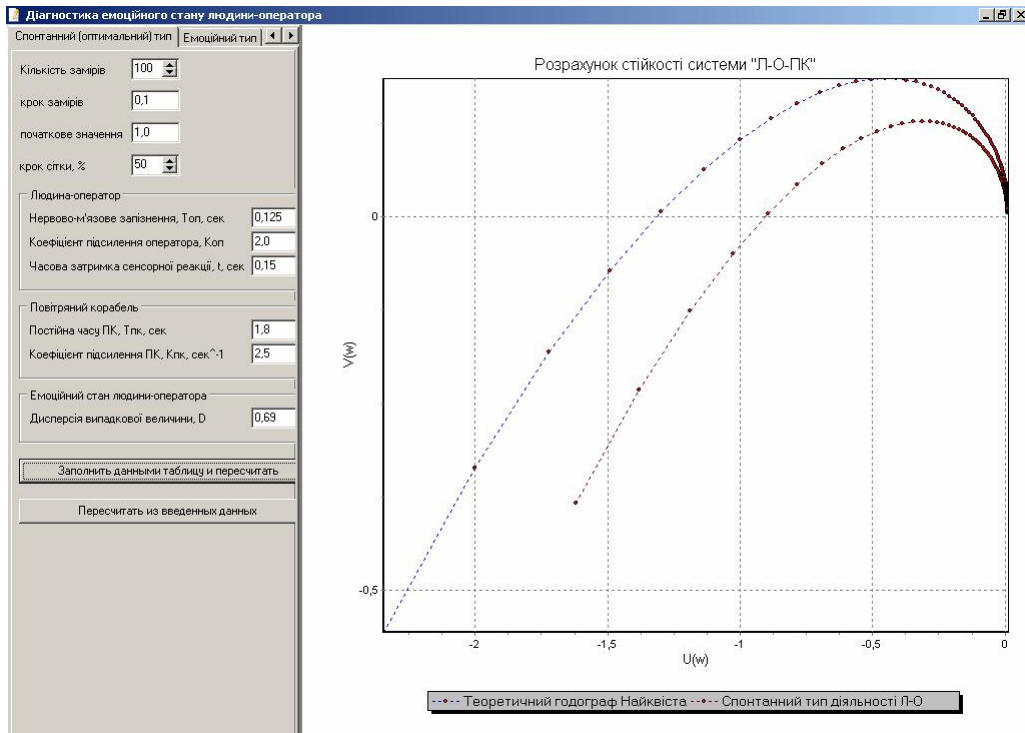 Діагностика емоційного стану людини-оператора
Спонтанний (оптимальний) тип
Емоційний тип
Кількість замірів 100
крок замірів 0,1
початкове значення 1,0
крок сітки, % 50
Людина-оператор
Нервово-м'язове запізнення, Топ, сек 0,125
Коефіцієнт підсилення оператора, Коп 2,0
Часова затримка сенсорної реакції, t, сек 0,15
Повітряний корабель
Постійна часу ПК, Тпк, сек 1,8
Коефіцієнт підсилення ПК, Кпк, сек^-1 2,5
Емоційний стан людини-оператора
Дисперсія випадкової величини, D 0,69
Заполнить данными таблицу и пересчитать
Пересчитать из введенных данных
Розрахунок стійкості системи "Л-О-ПК"
0
V(w)
-0,5
-2 -1,5 -1 -0,5 0
U(w)
Теоретичний годограф Найквіста Спонтанний тип діяльності Л-О